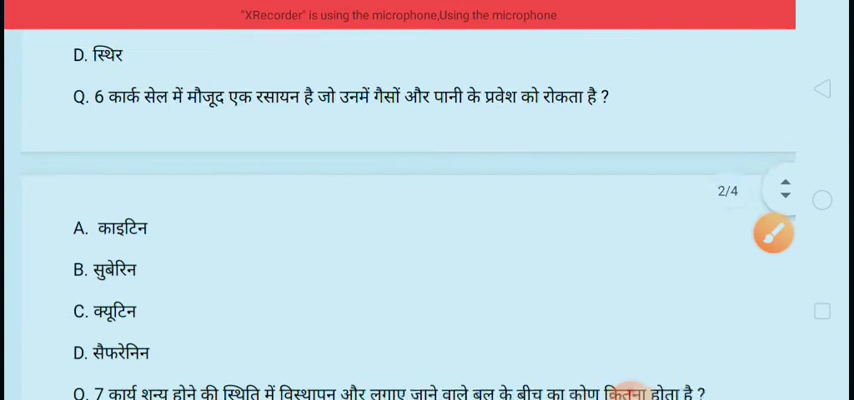 "XRecorder" is using the microphone,Using the microphone
D. स्थिर
Q. 6 कार्क सेल में मौजूद एक रसायन है जो उनमें गैसों और पानी के प्रवेश को रोकता है ?
2/4
A. काइटिन
B. सुबेरिन
C. क्यूटिन
D. सैफरेनिन
Q. 7 कार्य शून्य होने की स्थिति में विस्थापन और लगाए जाने वाले बल के बीच का कोण कितना होता है ?